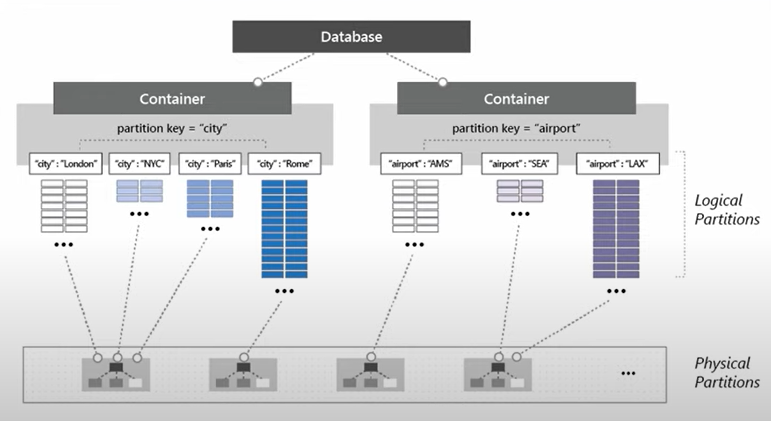 Database
Container
Container
partition key = "city"
partition key = "airport"
"city" : "London"
"city" : "NYC"
"city" : "Paris"
"city" : "Rome"
"airport" : "AMS"
"airport" : "SEA"
"airport" : "LAX"
Logical
Partitions
Physical
Partitions